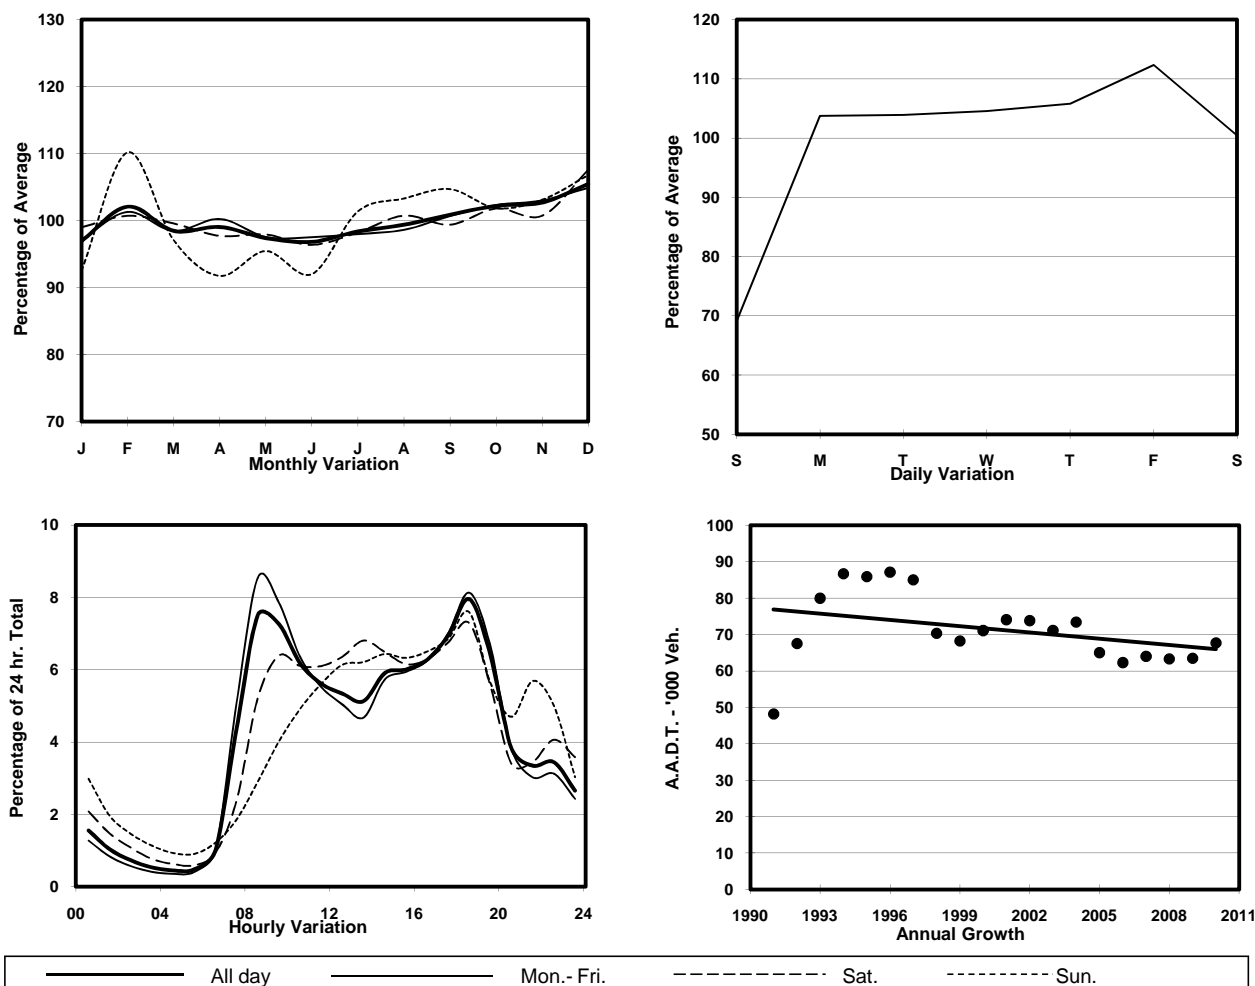 130
120
110
100
90
80
70
Percentage of Average
J F M A M J J A S O N D
Monthly Variation
120
110
100
90
80
70
60
50
Percentage of Average
S M T W T F S
Daily Variation
10
8
6
4
2
0
Percentage of 24 hr. Total
00 04 08 12 16 20 24
Hourly Variation
100
90
80
70
60
50
40
30
20
10
0
A.A.D.T. - '000 Veh.
1990 1993 1996 1999 2002 2005 2008 2011
Annual Growth
All day Mon.- Fri. Sat. Sun.